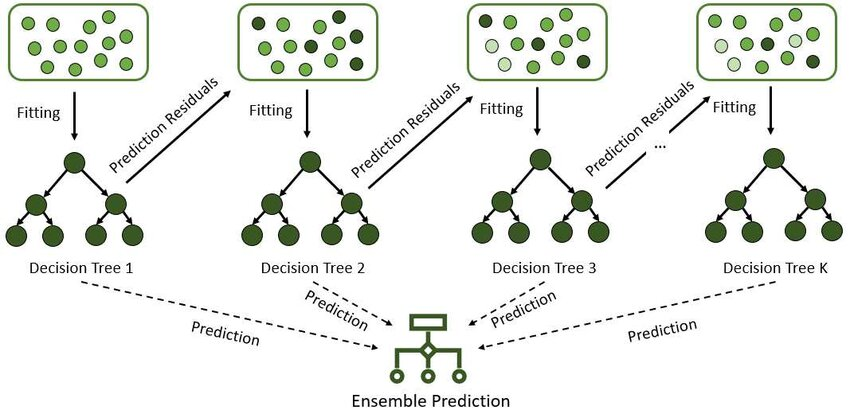 Fitting
Prediction Residuals
Fitting
Prediction Residuals
Fitting
Prediction Residuals
...
Fitting
Decision Tree 1
Decision Tree 2
Decision Tree 3
Decision Tree K
Prediction
Prediction
Prediction
Prediction
Ensemble Prediction